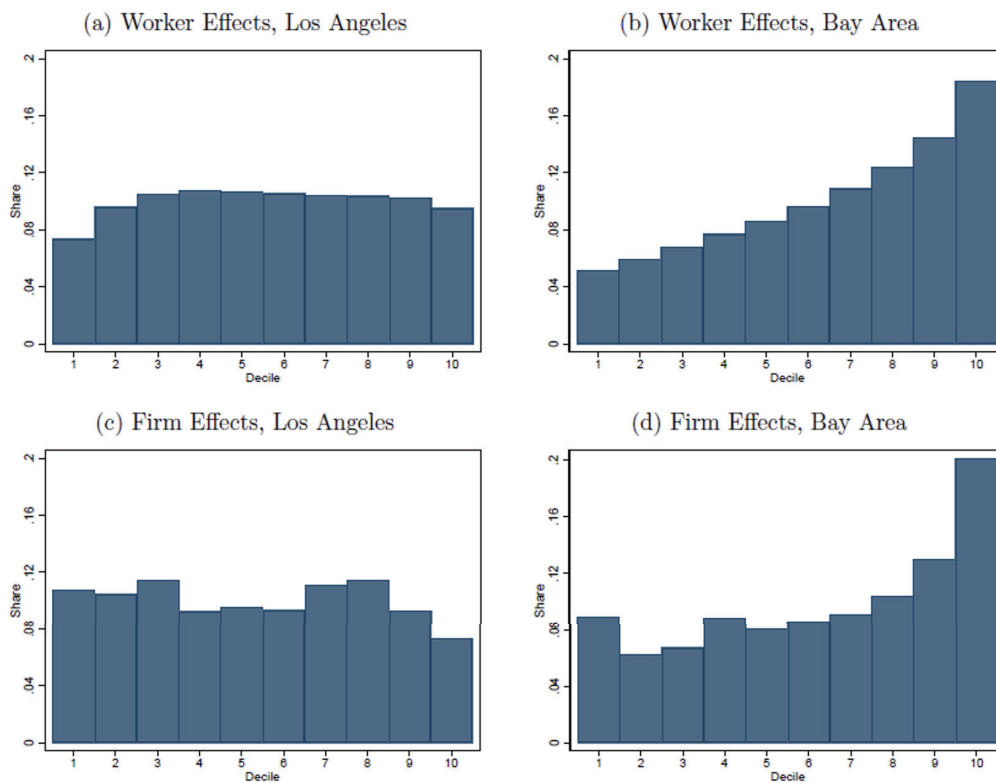 (a) Worker Effects, Los Angeles
.2
.16
.12
.08
.04
0
Share
1 2 3 4 5 6 7 8 9 10
Decile
(b) Worker Effects, Bay Area
.2
.16
.12
.08
.04
0
Share
1 2 3 4 5 6 7 8 9 10
Decile
(c) Firm Effects, Los Angeles
.2
.16
.12
.08
.04
0
Share
1 2 3 4 5 6 7 8 9 10
Decile
(d) Firm Effects, Bay Area
.2
.16
.12
.08
.04
0
Share
1 2 3 4 5 6 7 8 9 10
Decile